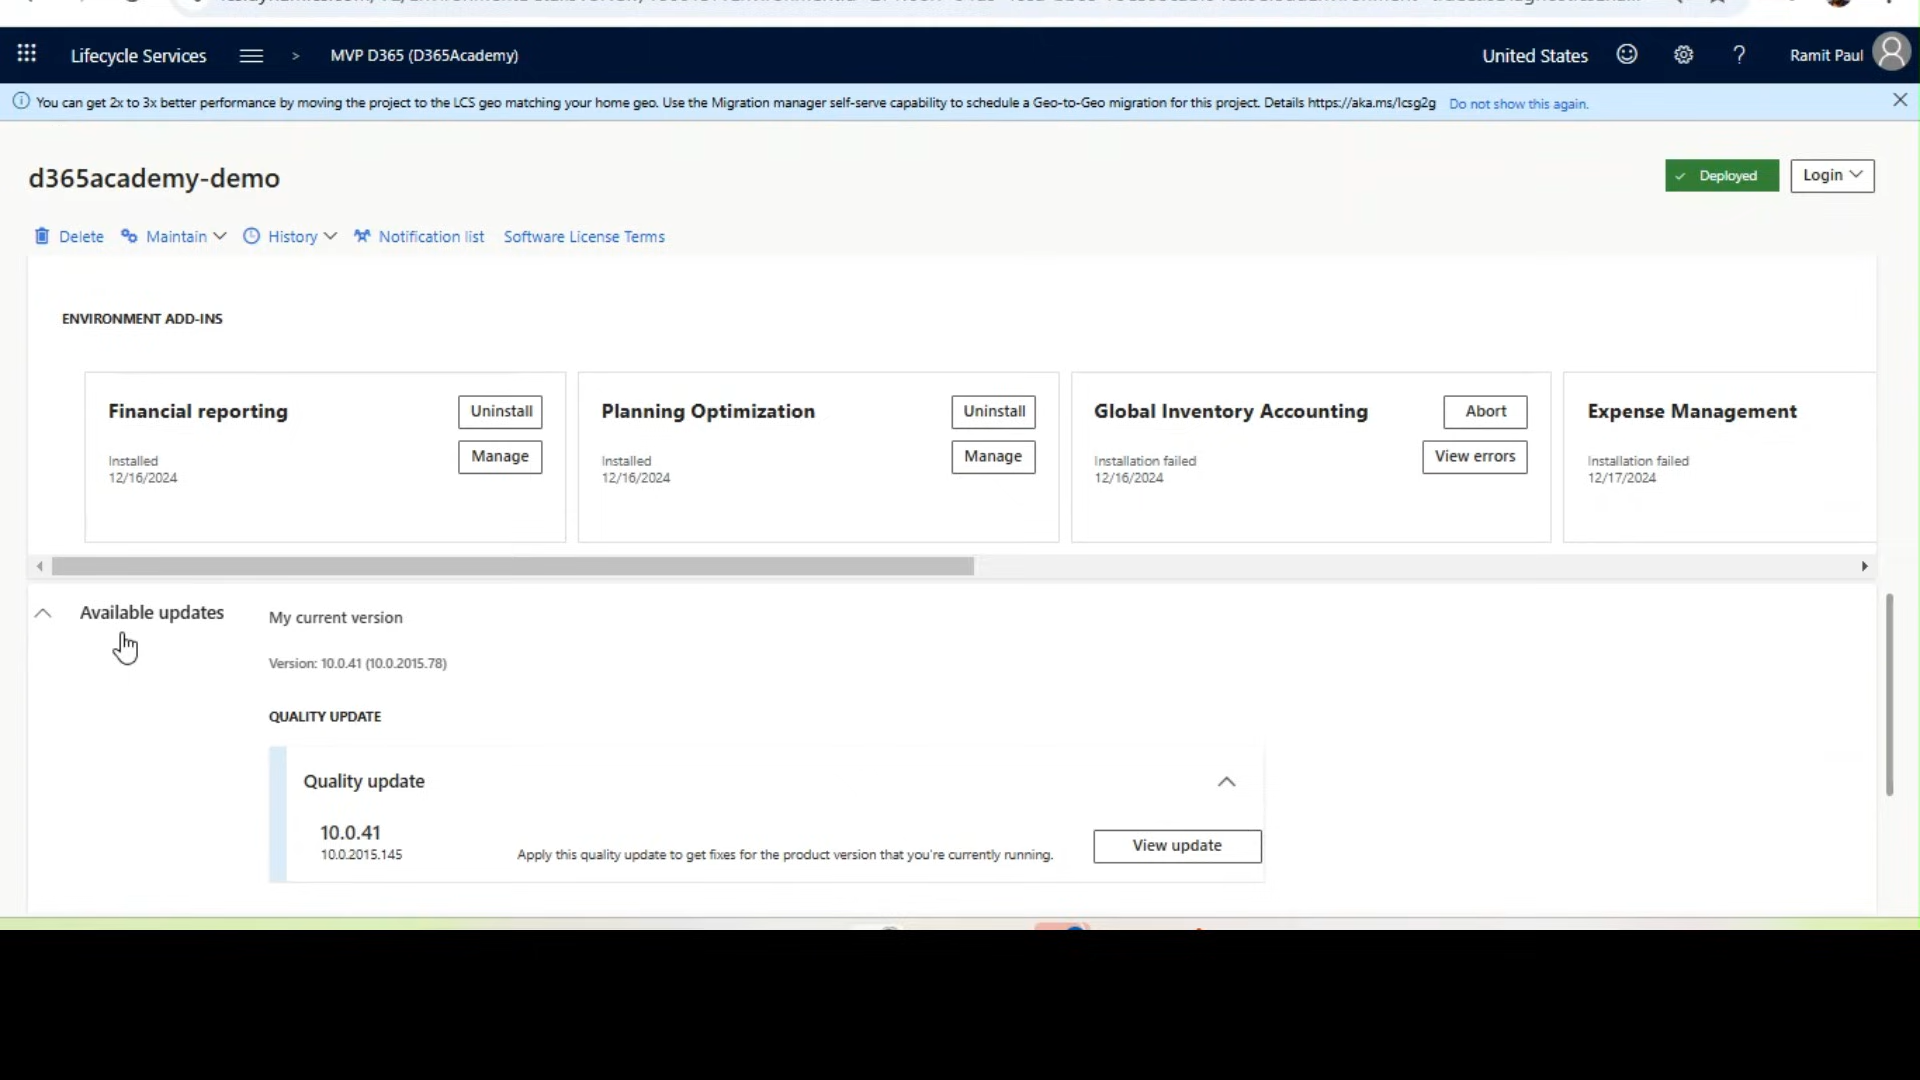 Lifecycle Services > MVP D365 (D365Academy) United States ? Ramit Paul
You can get 2x to 3x better performance by moving the project to the LCS geo matching your home geo. Use the Migration manager self-serve capability to schedule a Geo-to-Geo migration for this project. Details https://aka.ms/lcsg2g Do not show this again.
d365academy-demo
Deployed Login
Delete Maintain History Notification list Software License Terms
ENVIRONMENT ADD-INS
Financial reporting Uninstall
Installed Manage
12/16/2024
Planning Optimization Uninstall
Installed Manage
12/16/2024
Global Inventory Accounting Abort
Installation failed View errors
12/16/2024
Expense Management
Installation failed
12/17/2024
Available updates
My current version
Version: 10.0.41 (10.0.2015.78)
QUALITY UPDATE
Quality update
10.0.41
10.0.2015.145
Apply this quality update to get fixes for the product version that you're currently running.
View update